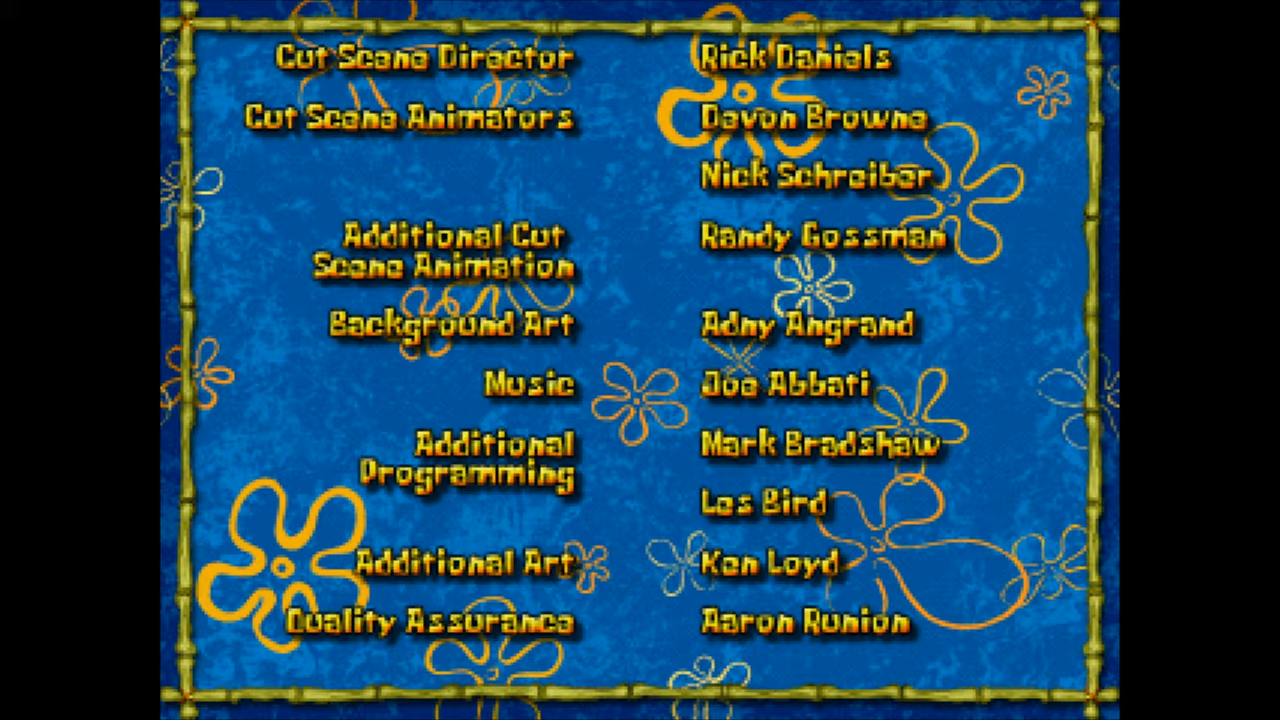 Cut Scene Director Rick Daniels
Cut Scene Animators Devon Browne
Nick Schreiber
Additional Cut Randy Gossman
Scene Animation
Background Art Adny Angrand
Music Joe Abbati
Additional Mark Bradshaw
Programming
Les Bird
Additional Art Ken Loyd
Quality Assurance Aaron Runion